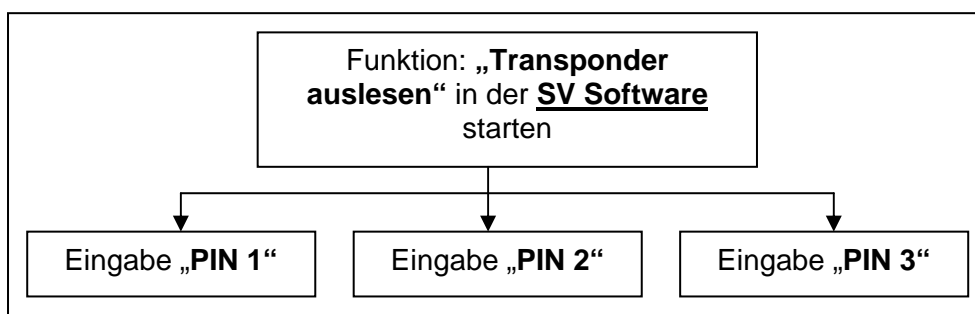 Funktion: „Transponder
auslesen“ in der SV Software
starten
Eingabe „PIN 1“
Eingabe „PIN 2“
Eingabe „PIN 3“